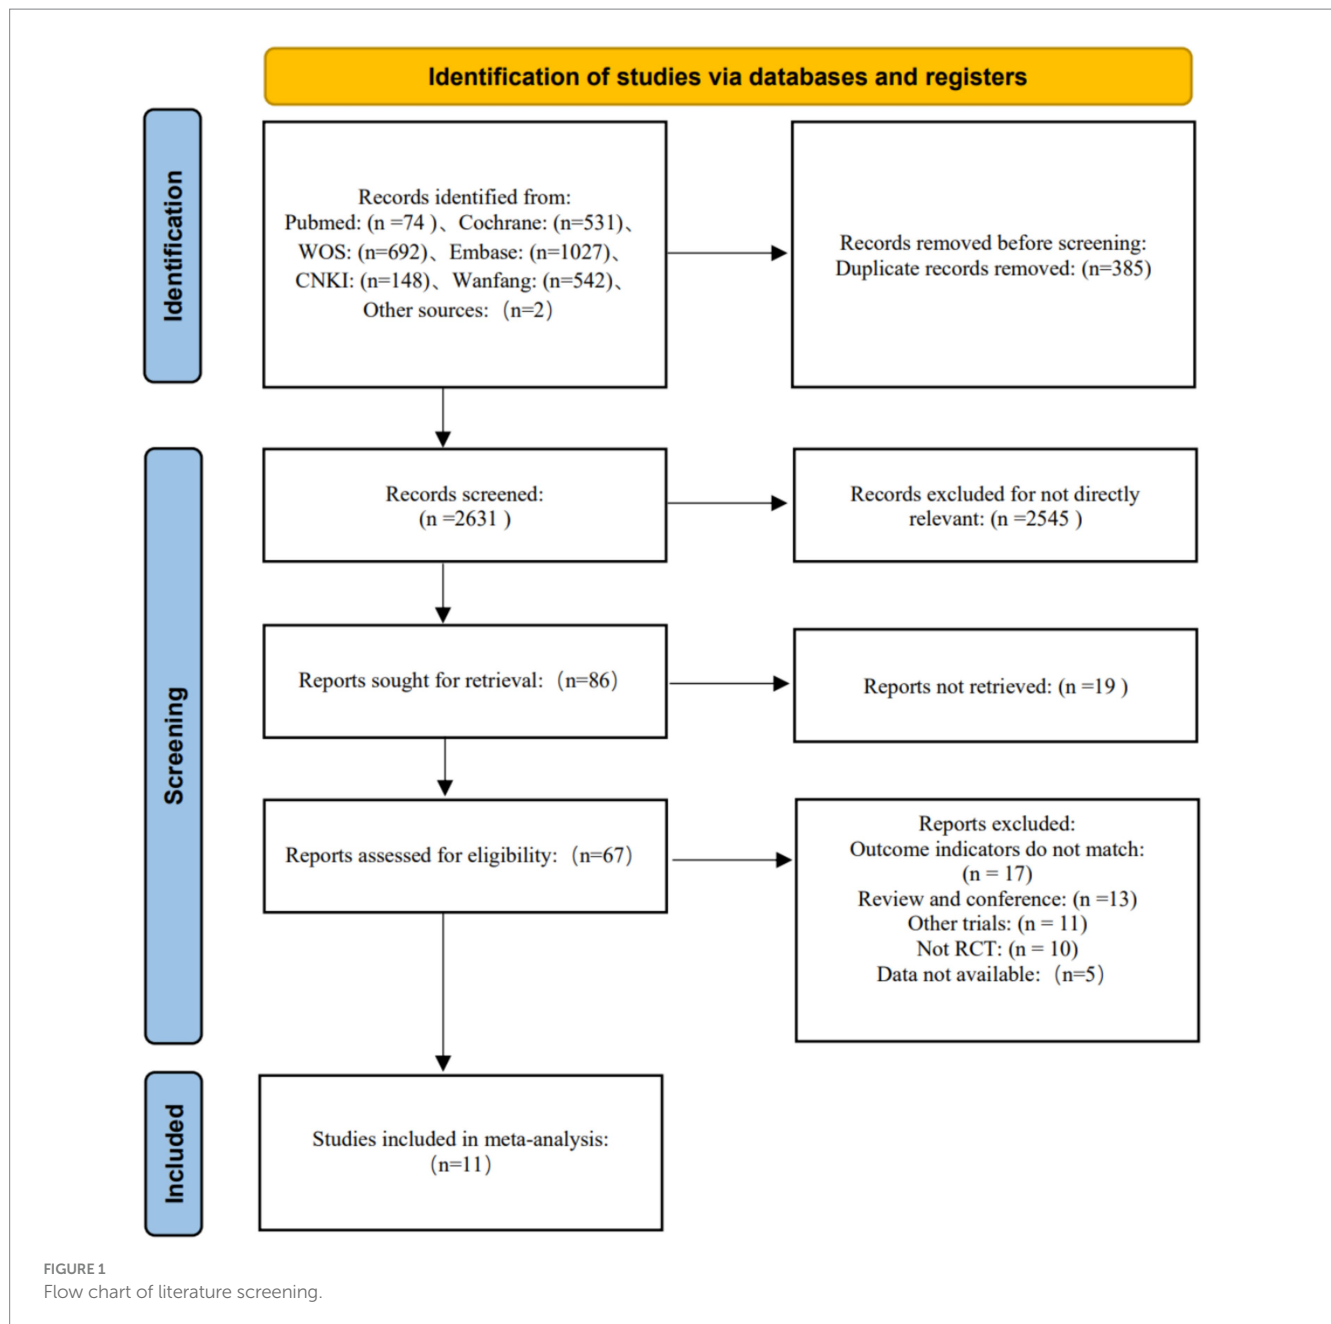 Identification of studies via databases and registers
Identification
Records identified from:
Pubmed: (n =74 )、Cochrane: (n=531)、
WOS: (n=692)、Embase: (n=1027)、
CNKI: (n=148)、Wanfang: (n=542)、
Other sources:（n=2）
Records removed before screening:
Duplicate records removed: (n=385)
Screening
Records screened:
(n =2631 )
Records excluded for not directly
relevant: (n =2545 )
Reports sought for retrieval:（n=86）
Reports not retrieved: (n =19 )
Reports assessed for eligibility:（n=67）
Reports excluded:
Outcome indicators do not match:
(n = 17)
Review and conference: (n =13)
Other trials: (n = 11)
Not RCT: (n = 10)
Data not available:（n=5）
Included
Studies included in meta-analysis:
（n=11）
FIGURE 1
Flow chart of literature screening.